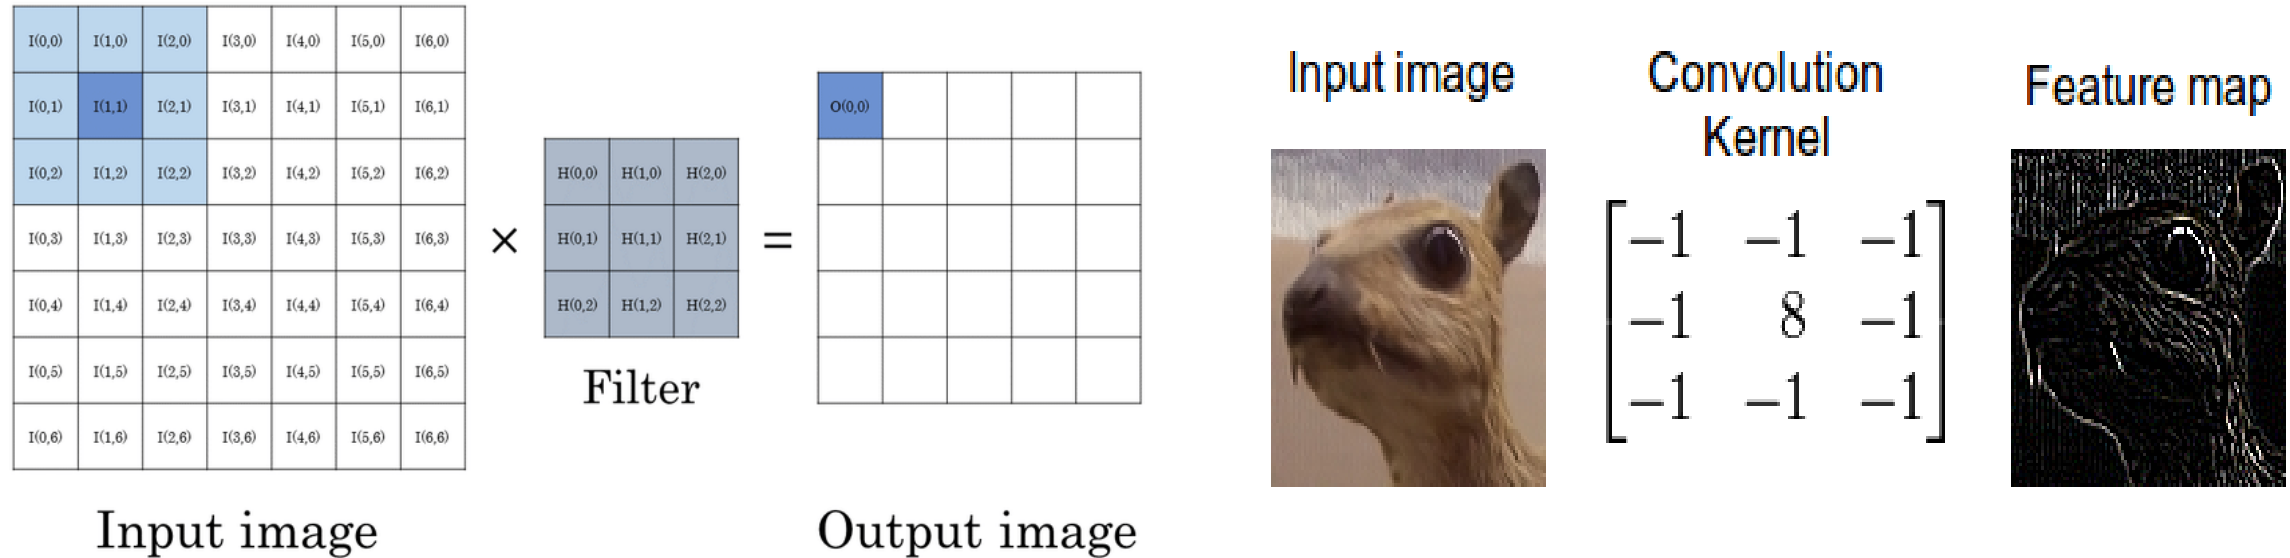 I(0,0) I(1,0) I(2,0) I(3,0) I(4,0) I(5,0) I(6,0)
I(0,1) I(1,1) I(2,1) I(3,1) I(4,1) I(5,1) I(6,1)
I(0,2) I(1,2) I(2,2) I(3,2) I(4,2) I(5,2) I(6,2)
I(0,3) I(1,3) I(2,3) I(3,3) I(4,3) I(5,3) I(6,3)
I(0,4) I(1,4) I(2,4) I(3,4) I(4,4) I(5,4) I(6,4)
I(0,5) I(1,5) I(2,5) I(3,5) I(4,5) I(5,5) I(6,5)
I(0,6) I(1,6) I(2,6) I(3,6) I(4,6) I(5,6) I(6,6)
Input image
×
H(0,0) H(1,0) H(2,0)
H(0,1) H(1,1) H(2,1)
H(0,2) H(1,2) H(2,2)
Filter
=
O(0,0)
Output image
Input image
Convolution
Kernel
−1 −1 −1
−1 8 −1
−1 −1 −1
Feature map